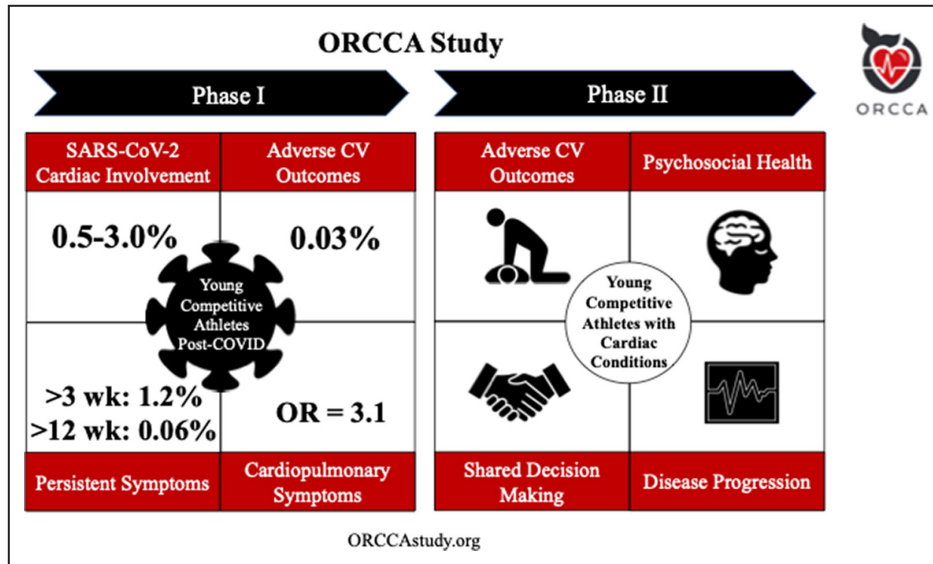 ORCCA Study
ORCCA
Phase I
Phase II
SARS-CoV-2
Cardiac Involvement
Adverse CV
Outcomes
Adverse CV
Outcomes
Psychosocial Health
0.5-3.0%
0.03%
Young
Competitive
Athletes
Post-COVID
Young
Competitive
Athletes with
Cardiac
Conditions
>3 wk: 1.2%
>12 wk: 0.06%
OR = 3.1
Persistent Symptoms
Cardiopulmonary
Symptoms
Shared Decision
Making
Disease Progression
ORCCAstudy.org